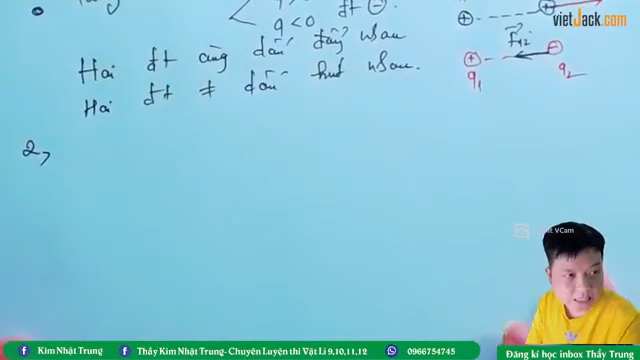 vietJack.com
q < 0 đt ⊖.
F₁₂
Hai đt cùng dấu đẩy nhau
Hai đt ≠ dấu hút nhau.
q₁ q₂
2,
VCam
Kim Nhật Trung
Thầy Kim Nhật Trung- Chuyên Luyện thi Vật Lí 9,10,11,12
0966754745
Đăng kí học inbox Thầy Trung